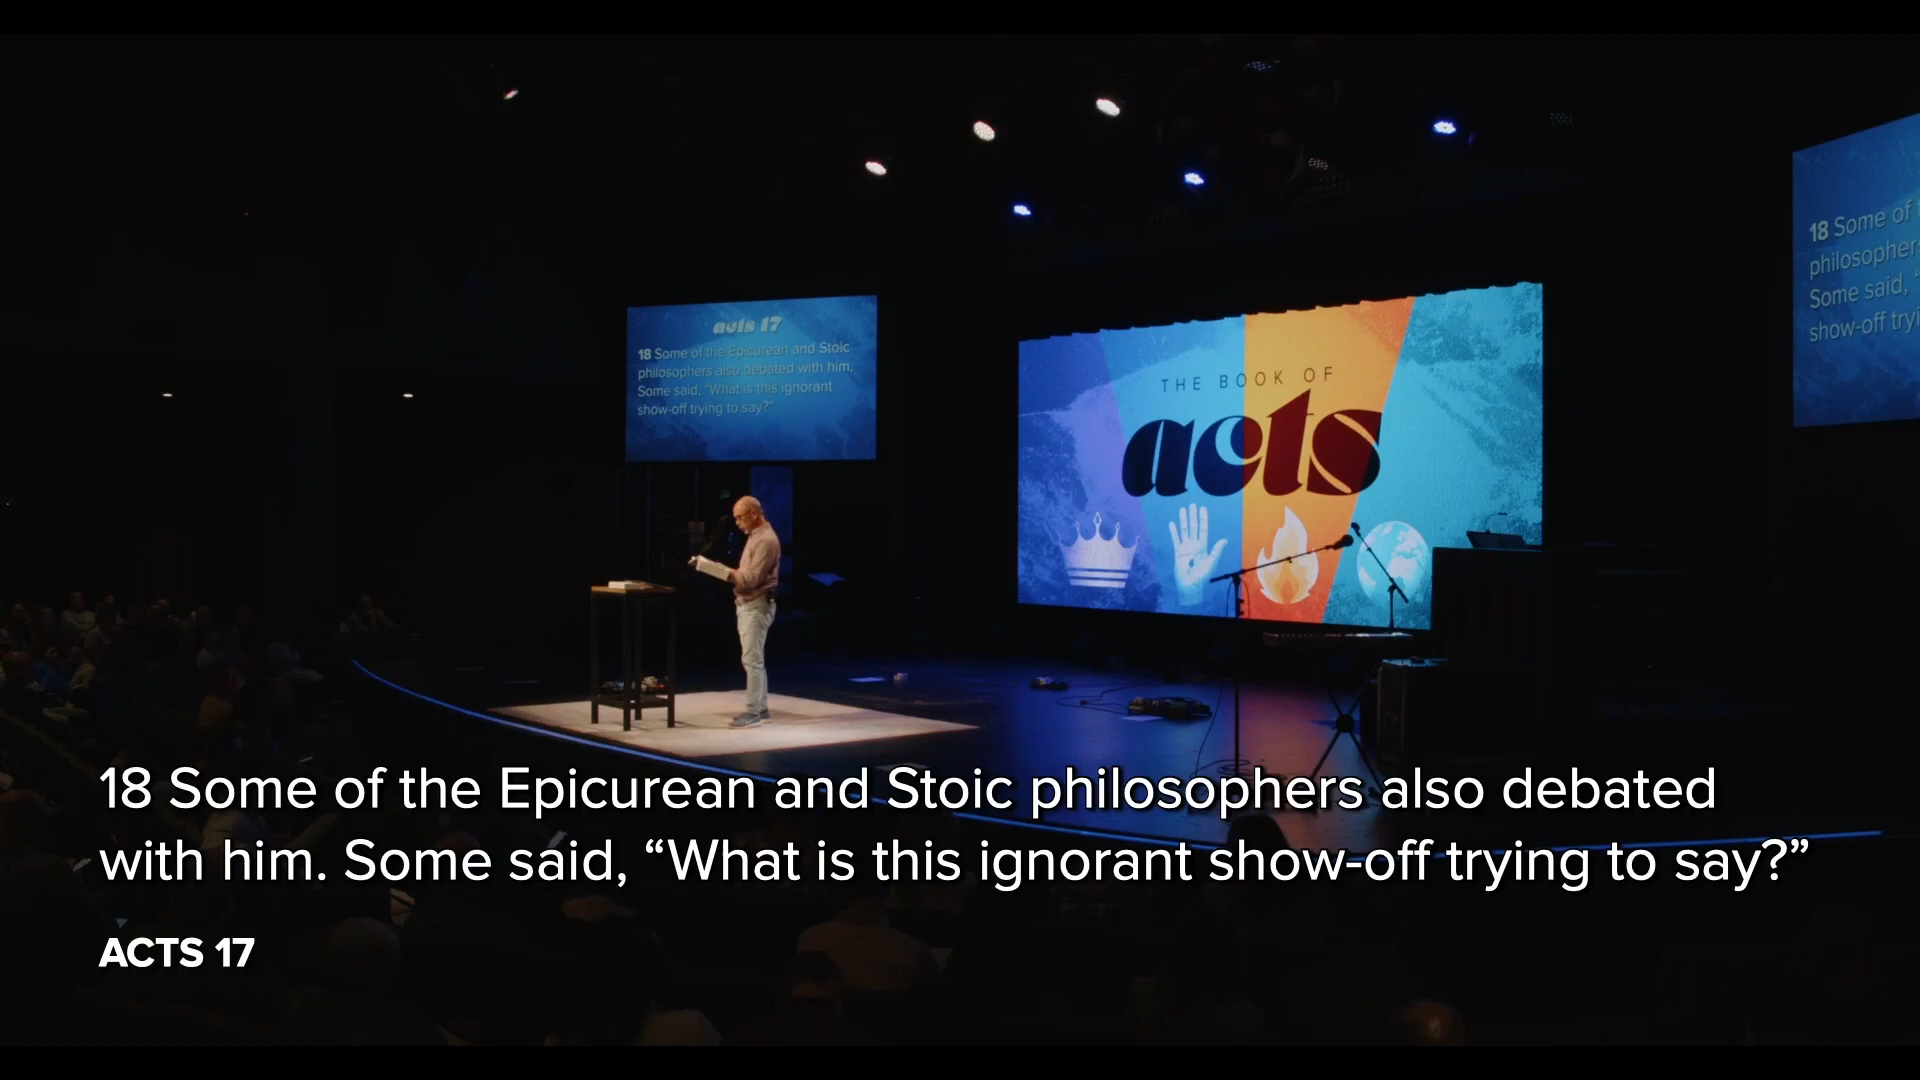 acts 17
18 Some of the Epicurean and Stoic
philosophers also debated with him.
Some said, “What is this ignorant
show-off trying to say?”
THE BOOK OF
acts
18 Some of
philosopher
Some said, “
show-off tryi
18 Some of the Epicurean and Stoic philosophers also debated
with him. Some said, “What is this ignorant show-off trying to say?”
ACTS 17